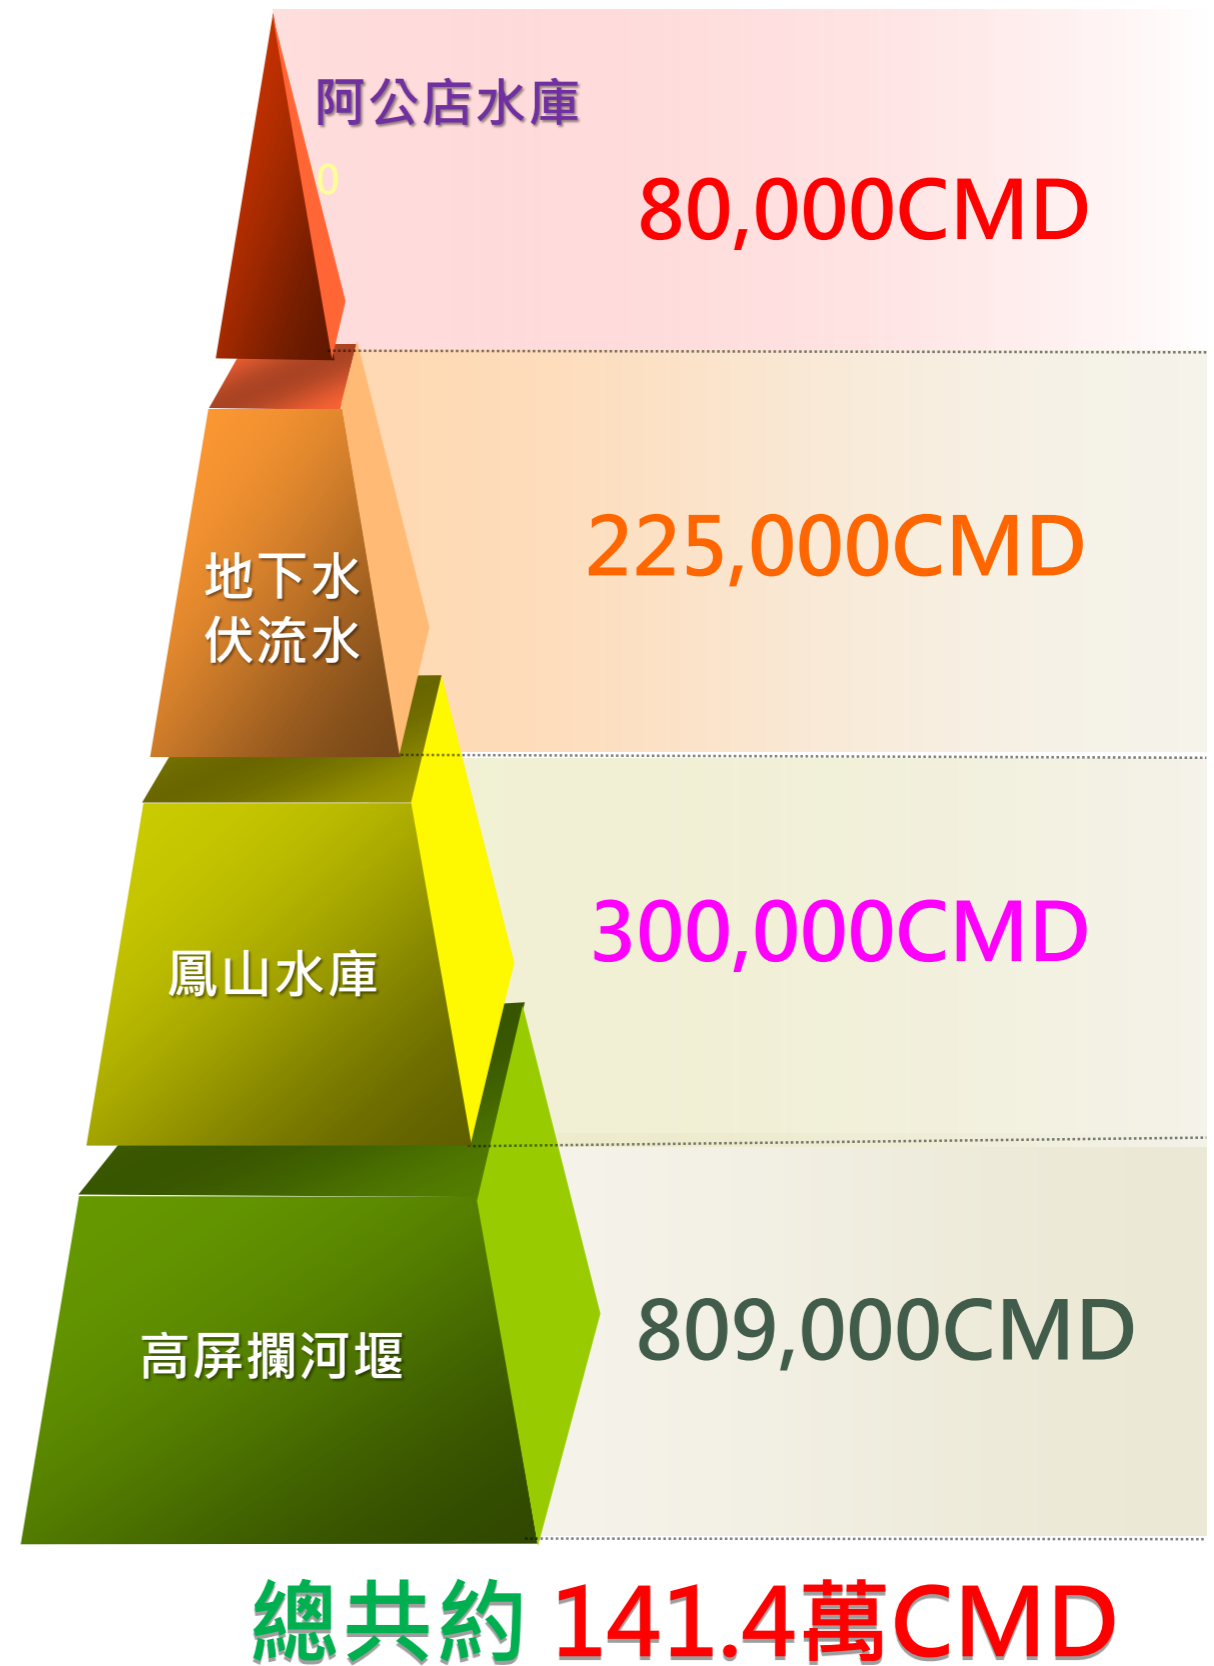 阿公店水庫
0
80,000CMD
225,000CMD
地下水
伏流水
300,000CMD
鳳山水庫
809,000CMD
高屏攔河堰
總共約 141.4萬CMD